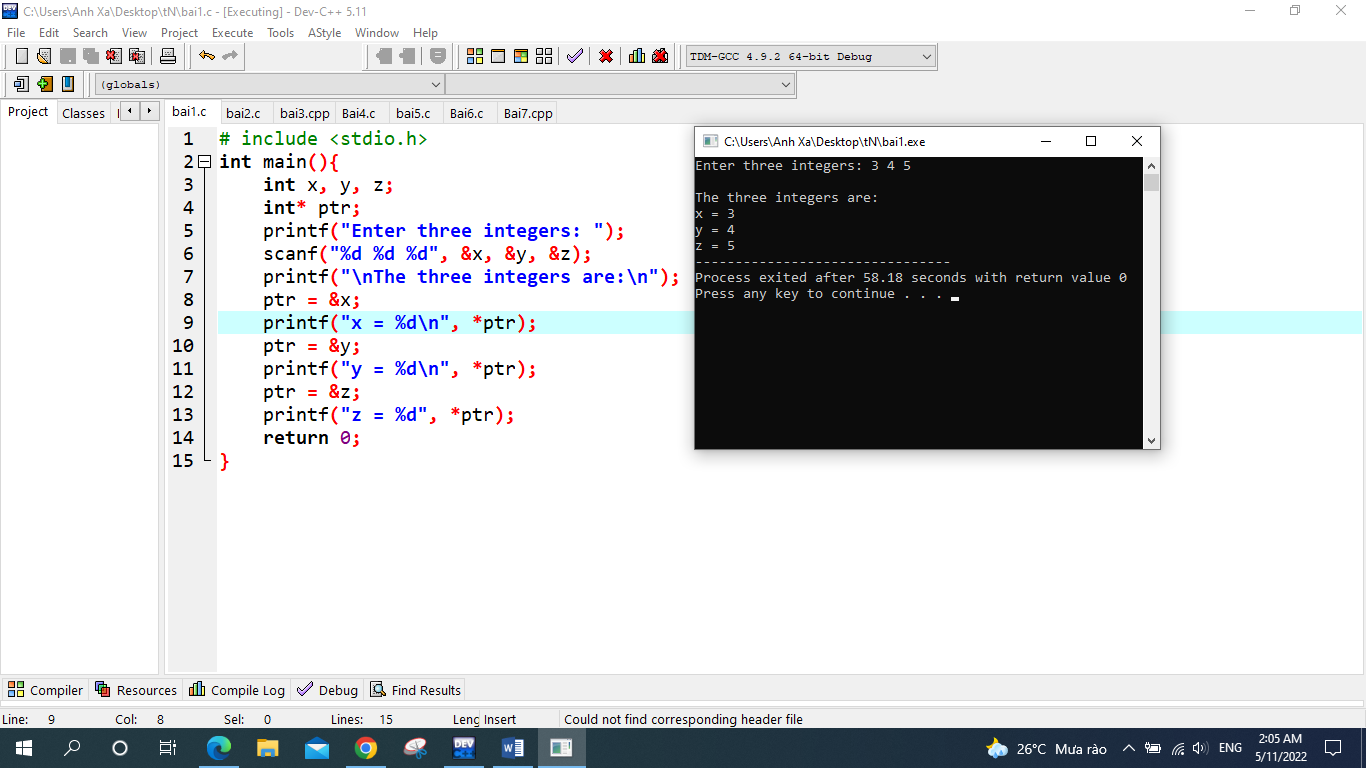 C:\Users\Anh Xa\Desktop\tN\bai1.c - [Executing] - Dev-C++ 5.11
File Edit Search View Project Execute Tools AStyle Window Help
TDM-GCC 4.9.2 64-bit Debug
(globals)
Project Classes
bai1.c bai2.c bai3.cpp Bai4.c bai5.c Bai6.c Bai7.cpp
1 # include <stdio.h>
2 int main(){
3 int x, y, z;
4 int* ptr;
5 printf("Enter three integers: ");
6 scanf("%d %d %d", &x, &y, &z);
7 printf("\nThe three integers are:\n");
8 ptr = &x;
9 printf("x = %d\n", *ptr);
10 ptr = &y;
11 printf("y = %d\n", *ptr);
12 ptr = &z;
13 printf("z = %d", *ptr);
14 return 0;
15 }
C:\Users\Anh Xa\Desktop\tN\bai1.exe
Enter three integers: 3 4 5
The three integers are:
x = 3
y = 4
z = 5
--------------------------------
Process exited after 58.18 seconds with return value 0
Press any key to continue . . .
Compiler Resources Compile Log Debug Find Results
Line: 9 Col: 8 Sel: 0 Lines: 15 Insert Could not find corresponding header file
DEV
26°C Mưa rào ENG 2:05 AM
5/11/2022